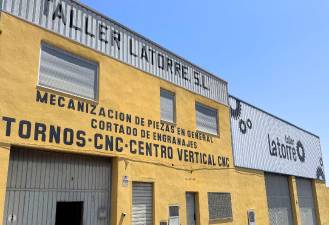 TALLER LATORRE, S.L.
MECANIZACION DE PIEZAS EN GENERAL
CORTADO DE ENGRANAJES
TORNOS-CNC-CENTRO VERTICAL CNC
taller
latorre